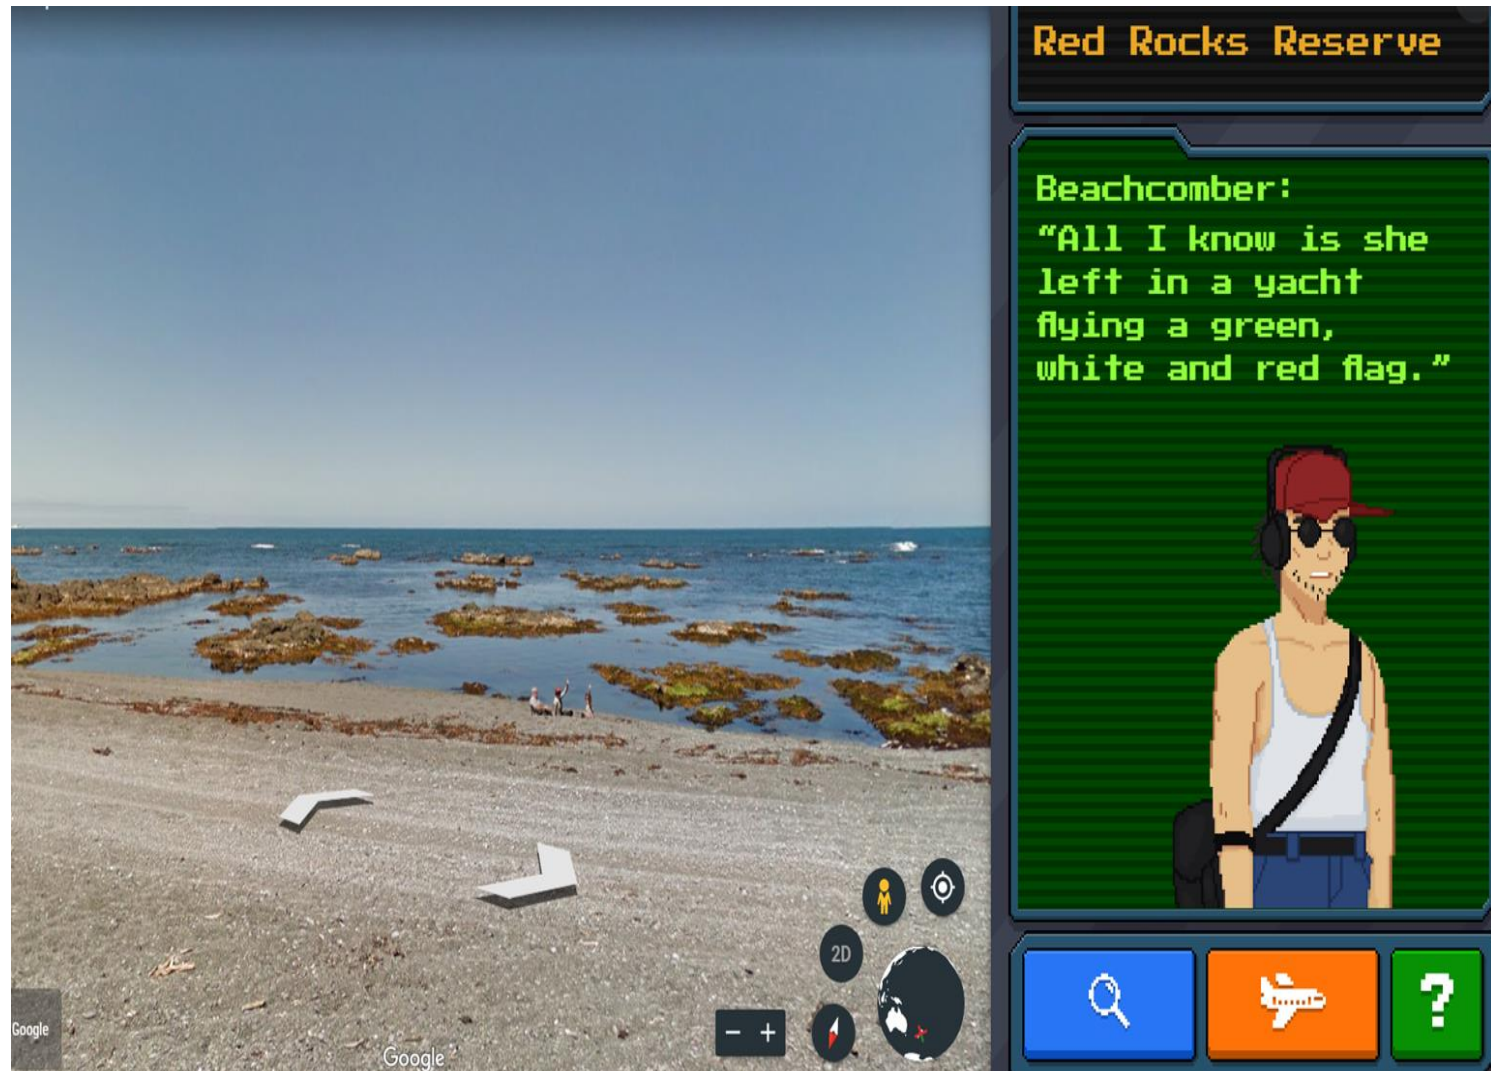 Red Rocks Reserve
Beachcomber:
"All I know is she
left in a yacht
flying a green,
white and red flag."
2D
Google
Google
?